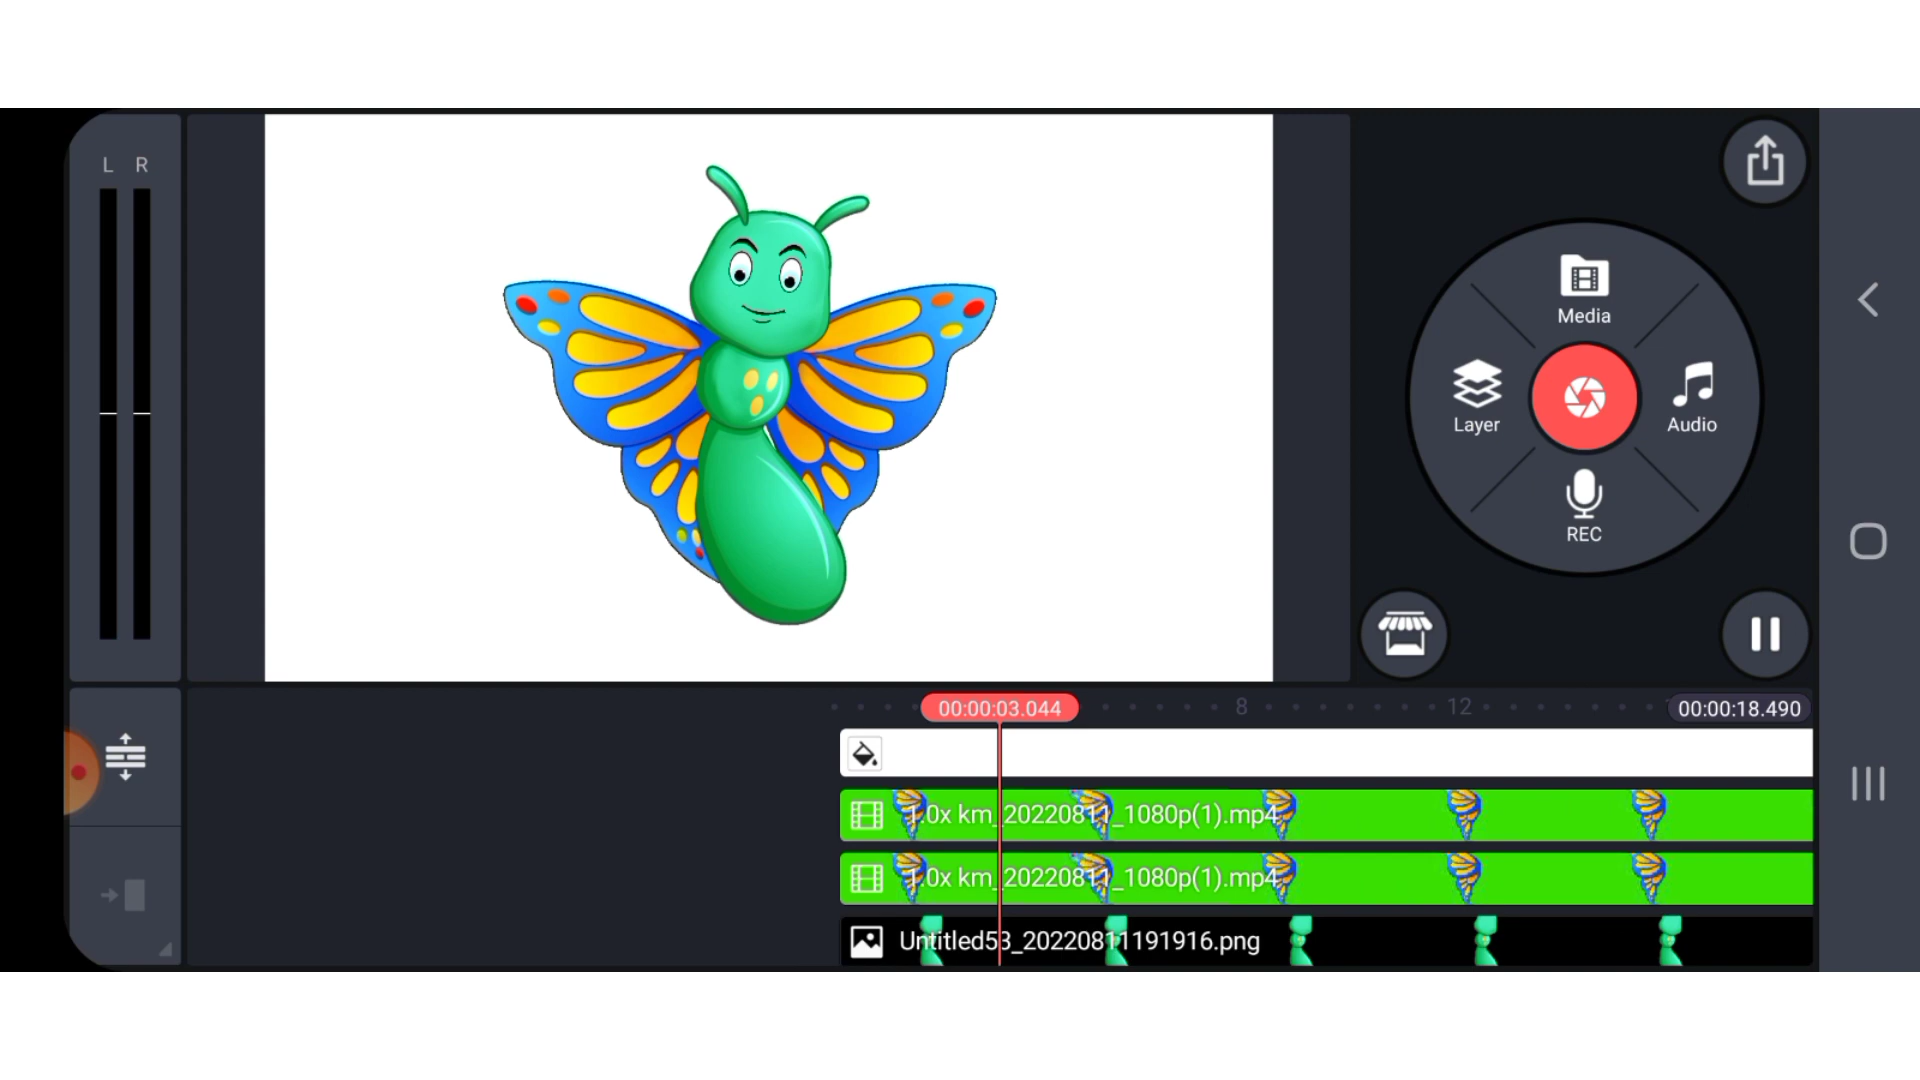 L R
Media
Layer
Audio
REC
00:00:03.044
8
12
00:00:18.490
1.0x km_20220811_1080p(1).mp4
1.0x km_20220811_1080p(1).mp4
Untitled53_20220811191916.png